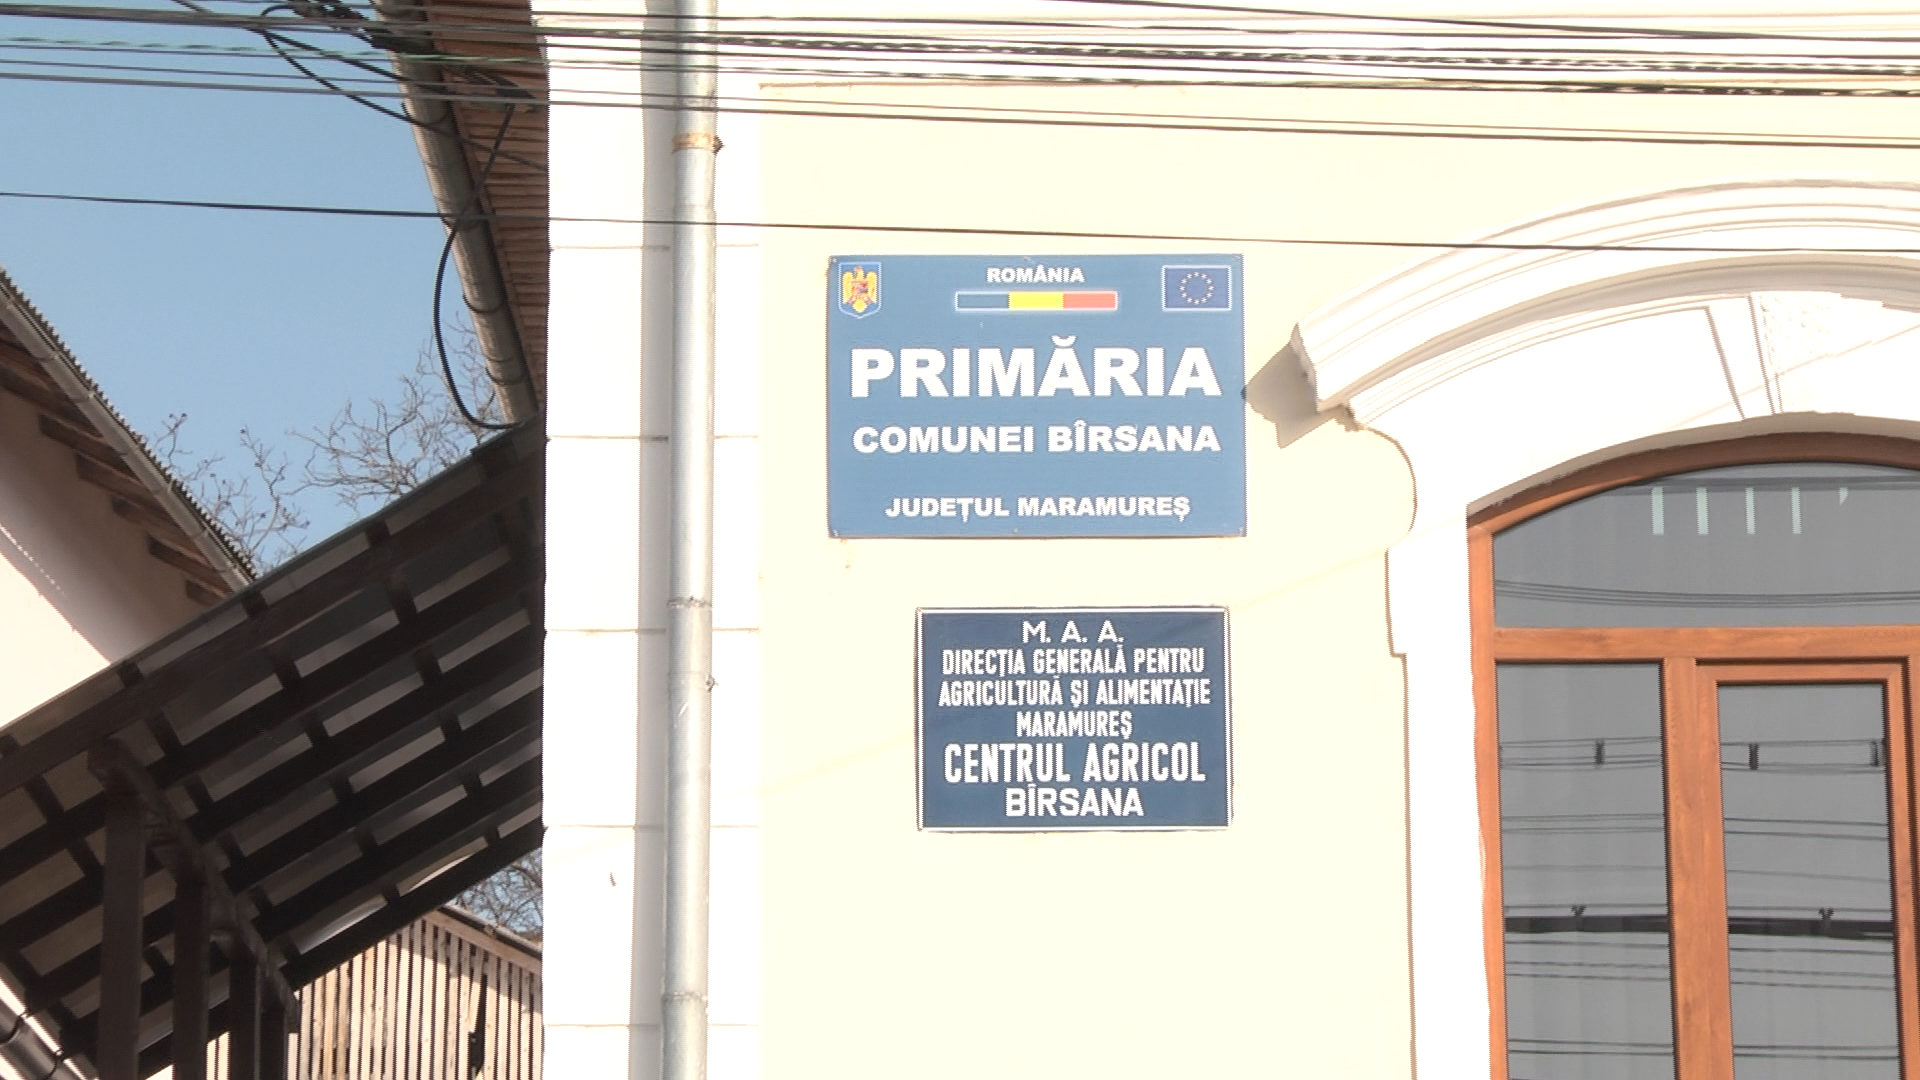 ROMÂNIA
PRIMĂRIA
COMUNEI BÎRSANA
JUDEȚUL MARAMUREȘ
M. A. A.
DIRECȚIA GENERALĂ PENTRU
AGRICULTURĂ ȘI ALIMENTAȚIE
MARAMUREȘ
CENTRUL AGRICOL
BÎRSANA